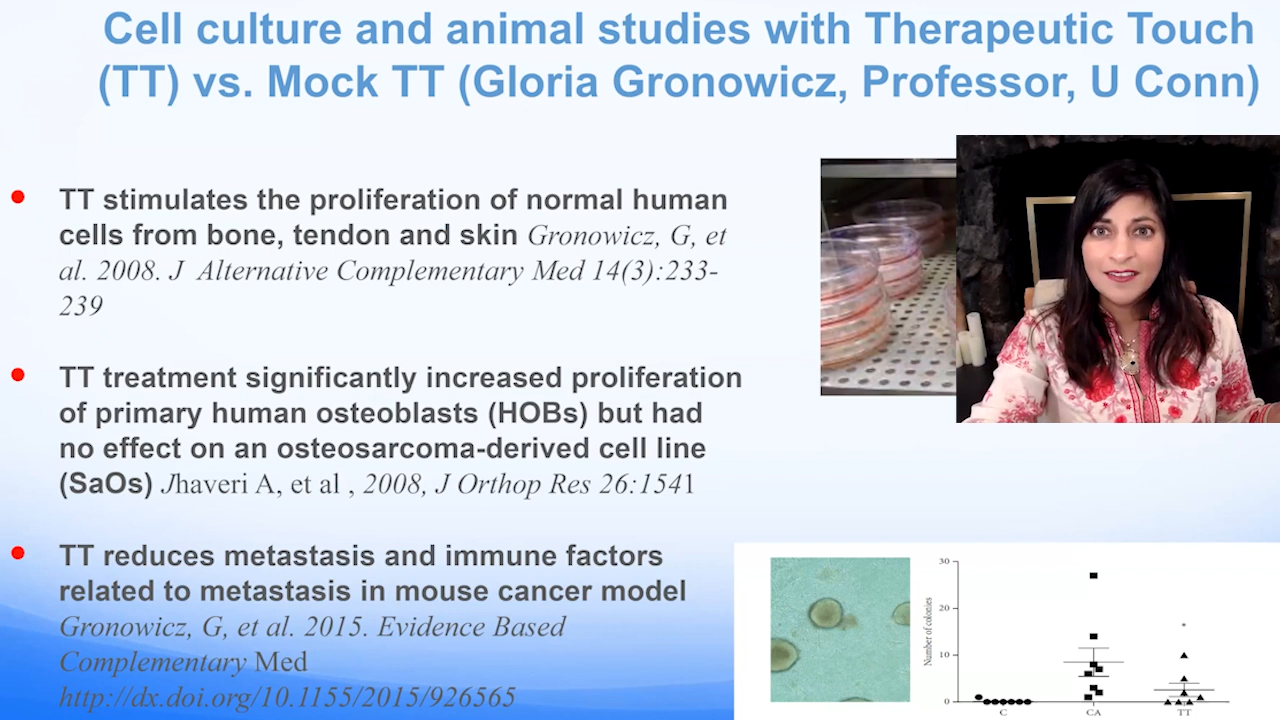 Cell culture and animal studies with Therapeutic Touch
(TT) vs. Mock TT (Gloria Gronowicz, Professor, U Conn)
TT stimulates the proliferation of normal human
cells from bone, tendon and skin Gronowicz, G, et
al. 2008. J Alternative Complementary Med 14(3):233-
239
TT treatment significantly increased proliferation
of primary human osteoblasts (HOBs) but had
no effect on an osteosarcoma-derived cell line
(SaOs) Jhaveri A, et al , 2008, J Orthop Res 26:1541
TT reduces metastasis and immune factors
related to metastasis in mouse cancer model
Gronowicz, G, et al. 2015. Evidence Based
Complementary Med
http://dx.doi.org/10.1155/2015/926565
Number of colonies
30
20
10
0
C CA TT
*